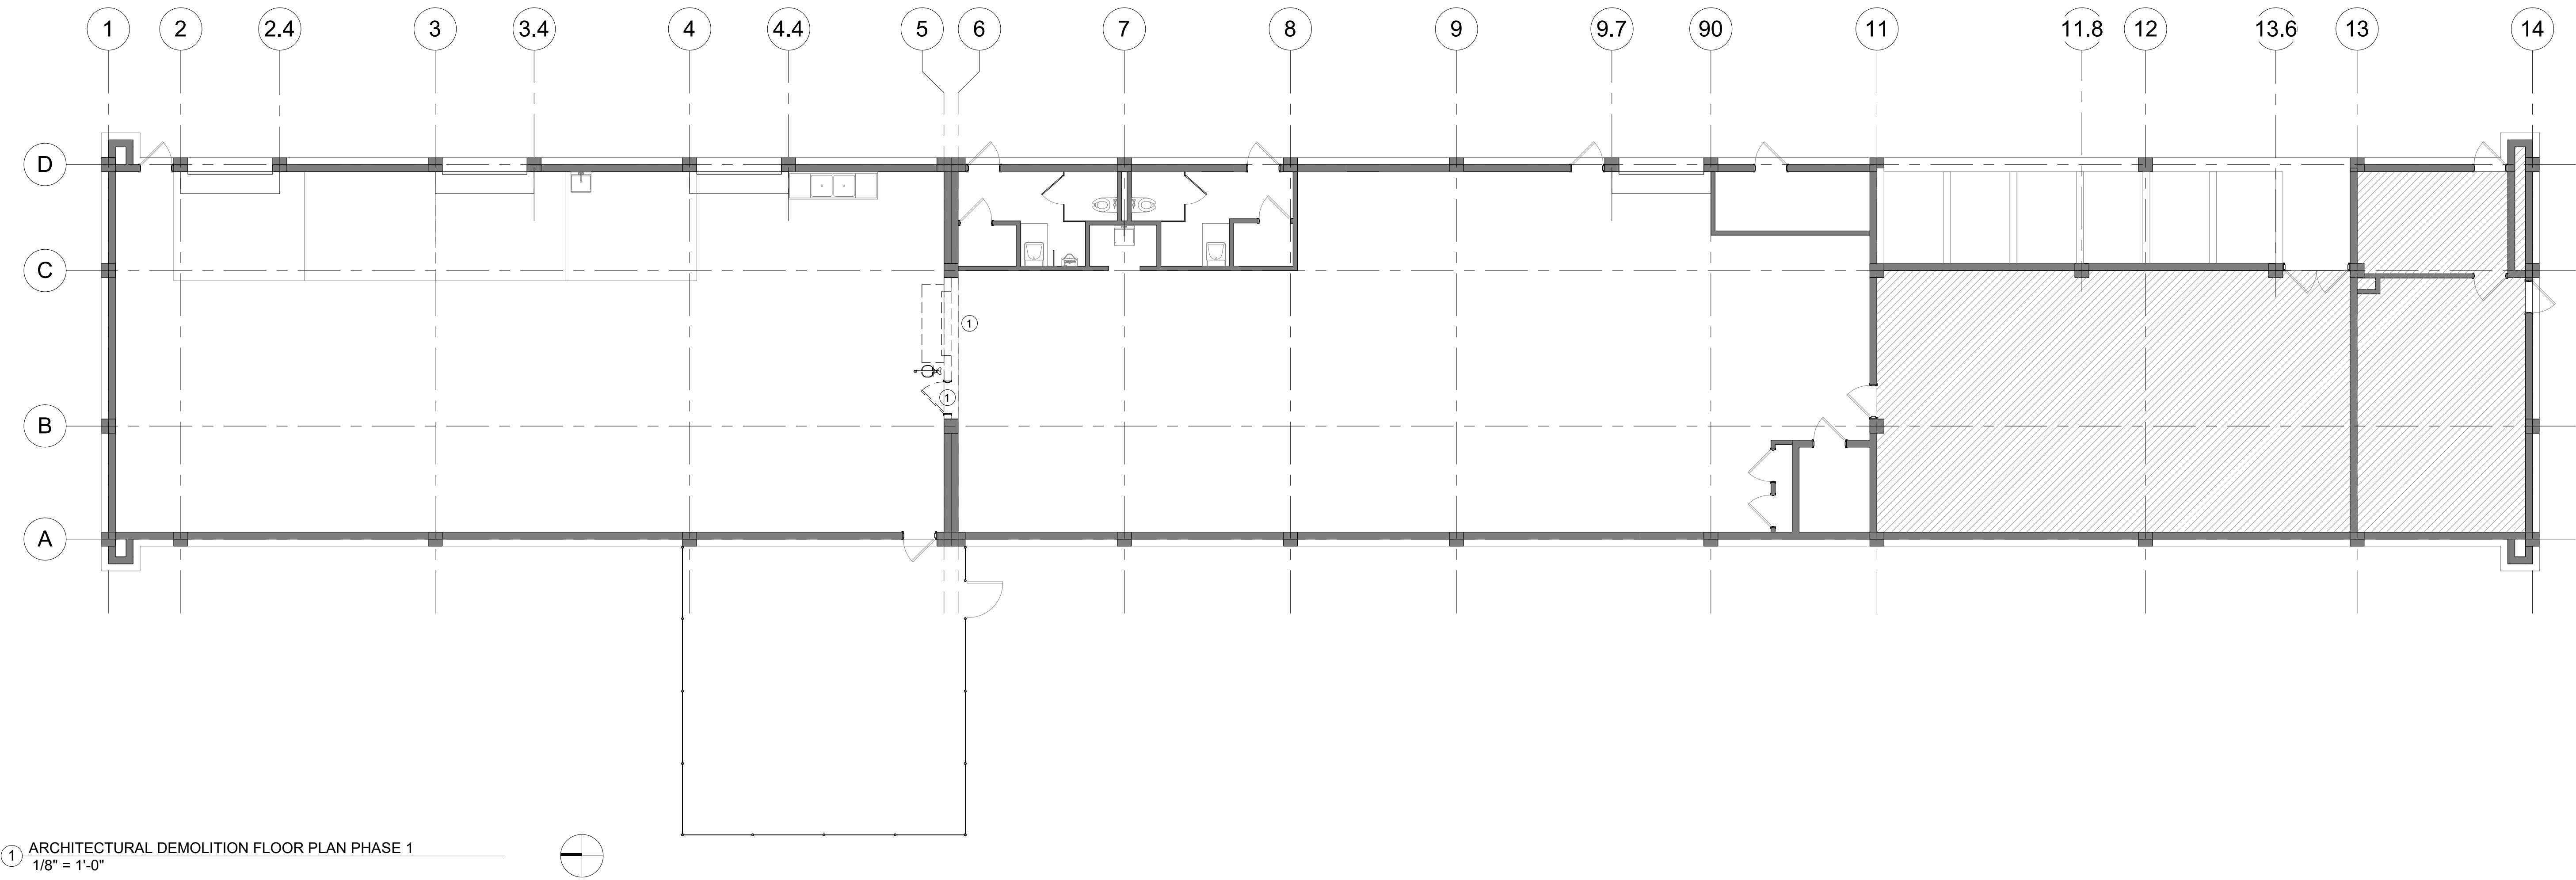 1 2 2.4 3 3.4 4 4.4 5 6 7 8 9 9.7 90 11 11.8 12 13.6 13 14
D
C
1
1
B
A
1 ARCHITECTURAL DEMOLITION FLOOR PLAN PHASE 1
1/8" = 1'-0"